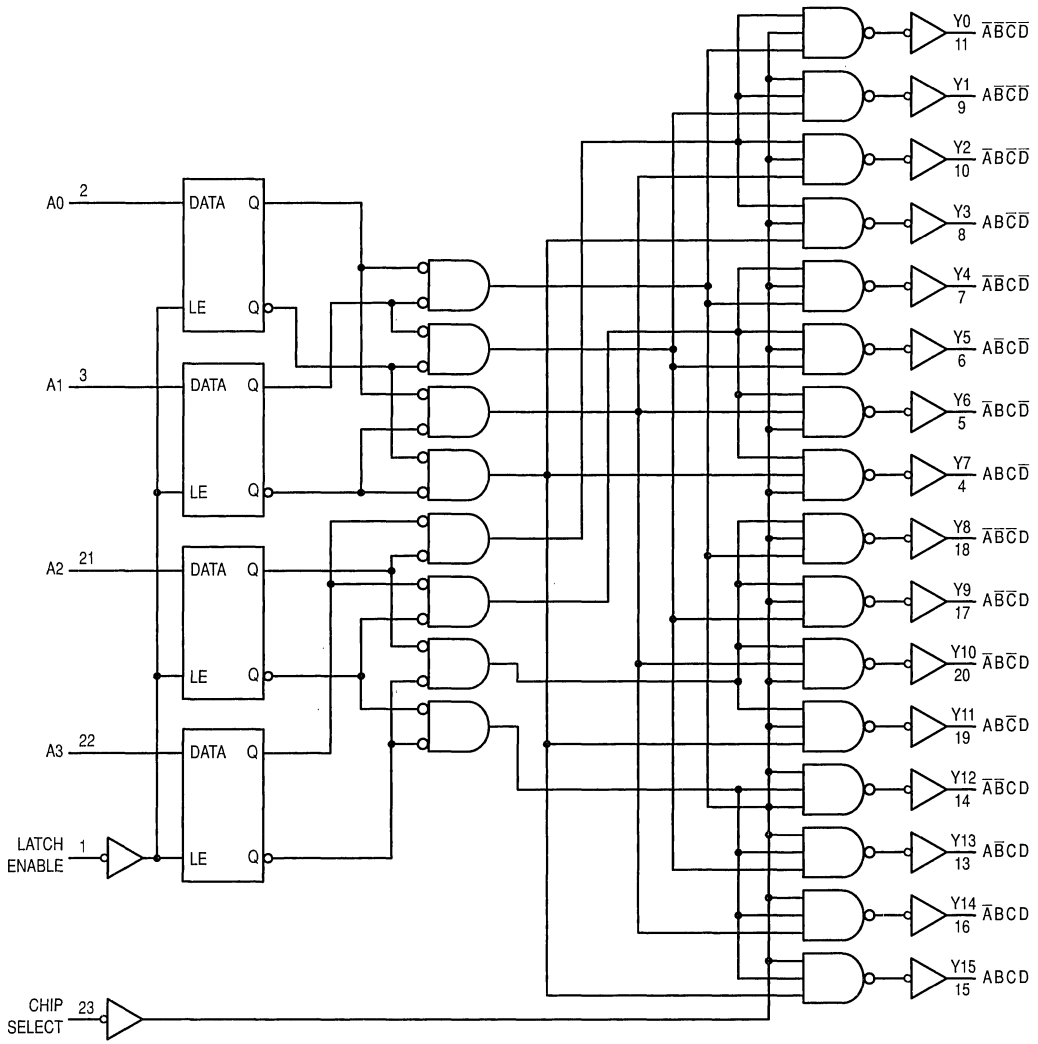 Y0 A̅B̅C̅D̅
11
Y1 AB̅C̅D̅
9
Y2 A̅BC̅D̅
10
Y3 ABC̅D̅
8
Y4 A̅B̅CD̅
7
Y5 AB̅CD̅
6
Y6 A̅BCD̅
5
Y7 ABCD̅
4
Y8 A̅B̅C̅D
18
Y9 AB̅C̅D
17
Y10 A̅BC̅D
20
Y11 ABC̅D
19
Y12 A̅B̅CD
14
Y13 AB̅CD
13
Y14 A̅BCD
16
Y15 ABCD
15
A0 2 DATA Q
LE Q
A1 3 DATA Q
LE Q
A2 21 DATA Q
LE Q
A3 22 DATA Q
LATCH ENABLE 1 LE Q
CHIP SELECT 23